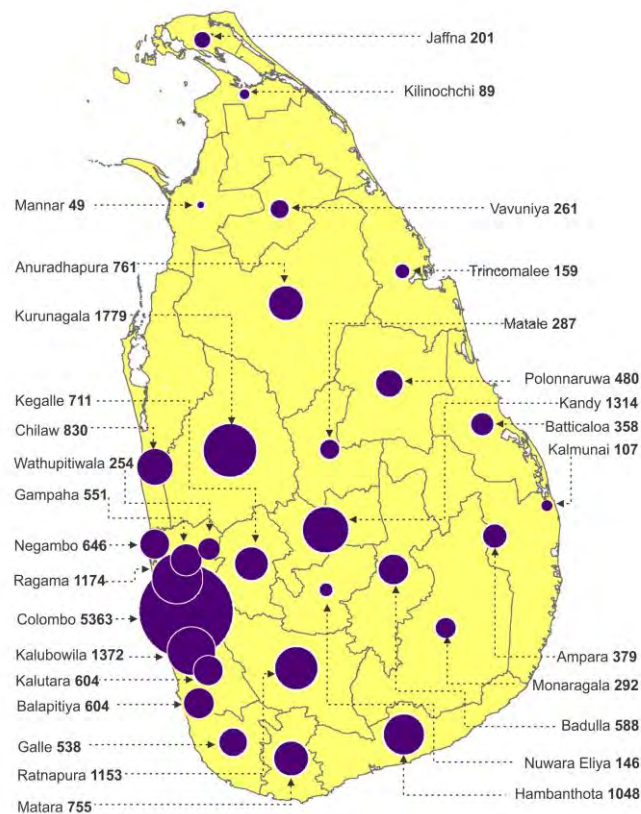 Jaffna 201
Kilinochchi 89
Mannar 49
Vavuniya 261
Anuradhapura 761
Trincomalee 159
Kurunagala 1779
Matale 287
Polonnaruwa 480
Kegalle 711
Kandy 1314
Chilaw 830
Batticaloa 358
Wathupitiwala 254
Kalmunai 107
Gampaha 551
Negambo 646
Ragama 1174
Colombo 5363
Kalubowila 1372
Ampara 379
Kalutara 604
Monaragala 292
Balapitiya 604
Badulla 588
Galle 538
Nuwara Eliya 146
Ratnapura 1153
Hambanthota 1048
Matara 755